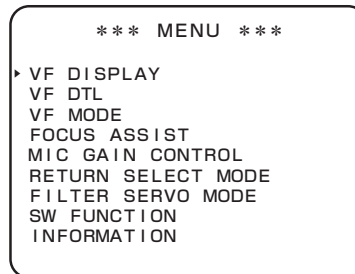 *** MENU ***
VF DISPLAY
VF DTL
VF MODE
FOCUS ASSIST
MIC GAIN CONTROL
RETURN SELECT MODE
FILTER SERVO MODE
SW FUNCTION
INFORMATION